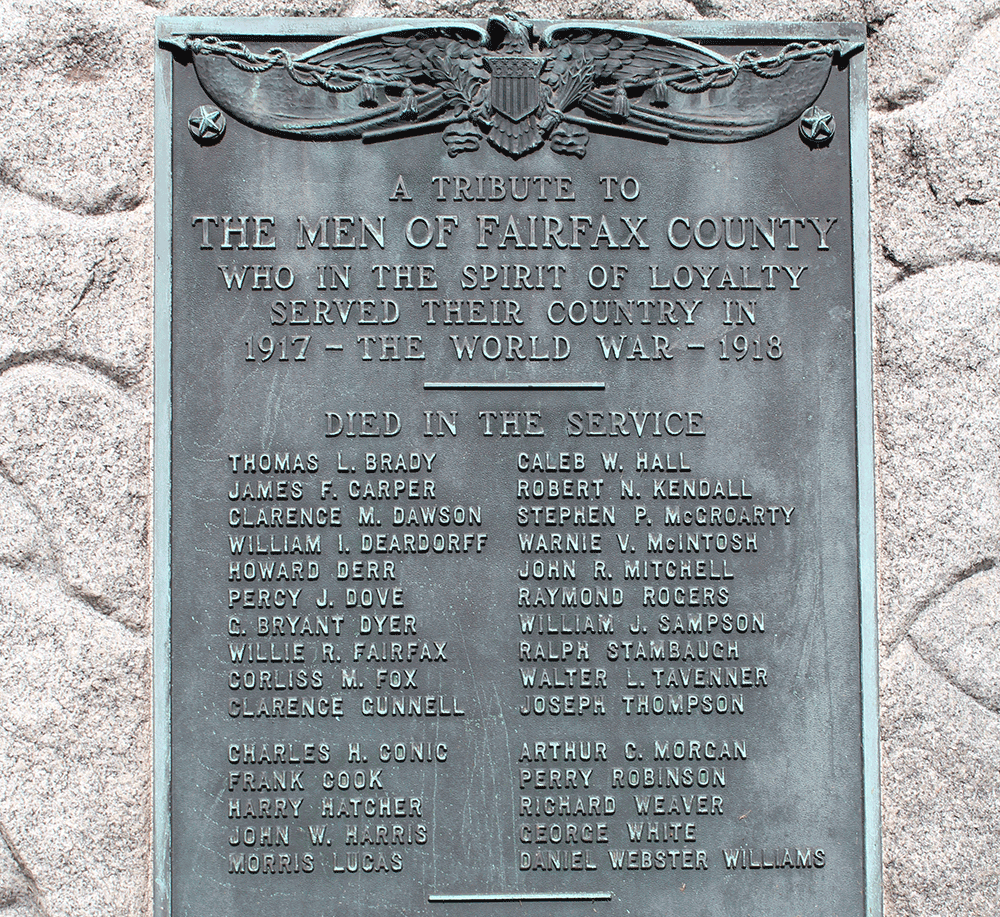 A TRIBUTE TO
THE MEN OF FAIRFAX COUNTY
WHO IN THE SPIRIT OF LOYALTY
SERVED THEIR COUNTRY IN
1917 – THE WORLD WAR – 1918
DIED IN THE SERVICE
THOMAS L. BRADY
JAMES F. CARPER
CLARENCE M. DAWSON
WILLIAM I. DEARDORFF
HOWARD DERR
PERCY J. DOVE
G. BRYANT DYER
WILLIE R. FAIRFAX
CORLISS M. FOX
CLARENCE GUNNELL
CALEB W. HALL
ROBERT N. KENDALL
STEPHEN P. McGROARTY
WARNIE V. McINTOSH
JOHN R. MITCHELL
RAYMOND ROGERS
WILLIAM J. SAMPSON
RALPH STAMBAUGH
WALTER L. TAVENNER
JOSEPH THOMPSON
CHARLES H. CONIC
FRANK COOK
HARRY HATCHER
JOHN W. HARRIS
MORRIS LUCAS
ARTHUR C. MORGAN
PERRY ROBINSON
RICHARD WEAVER
GEORGE WHITE
DANIEL WEBSTER WILLIAMS